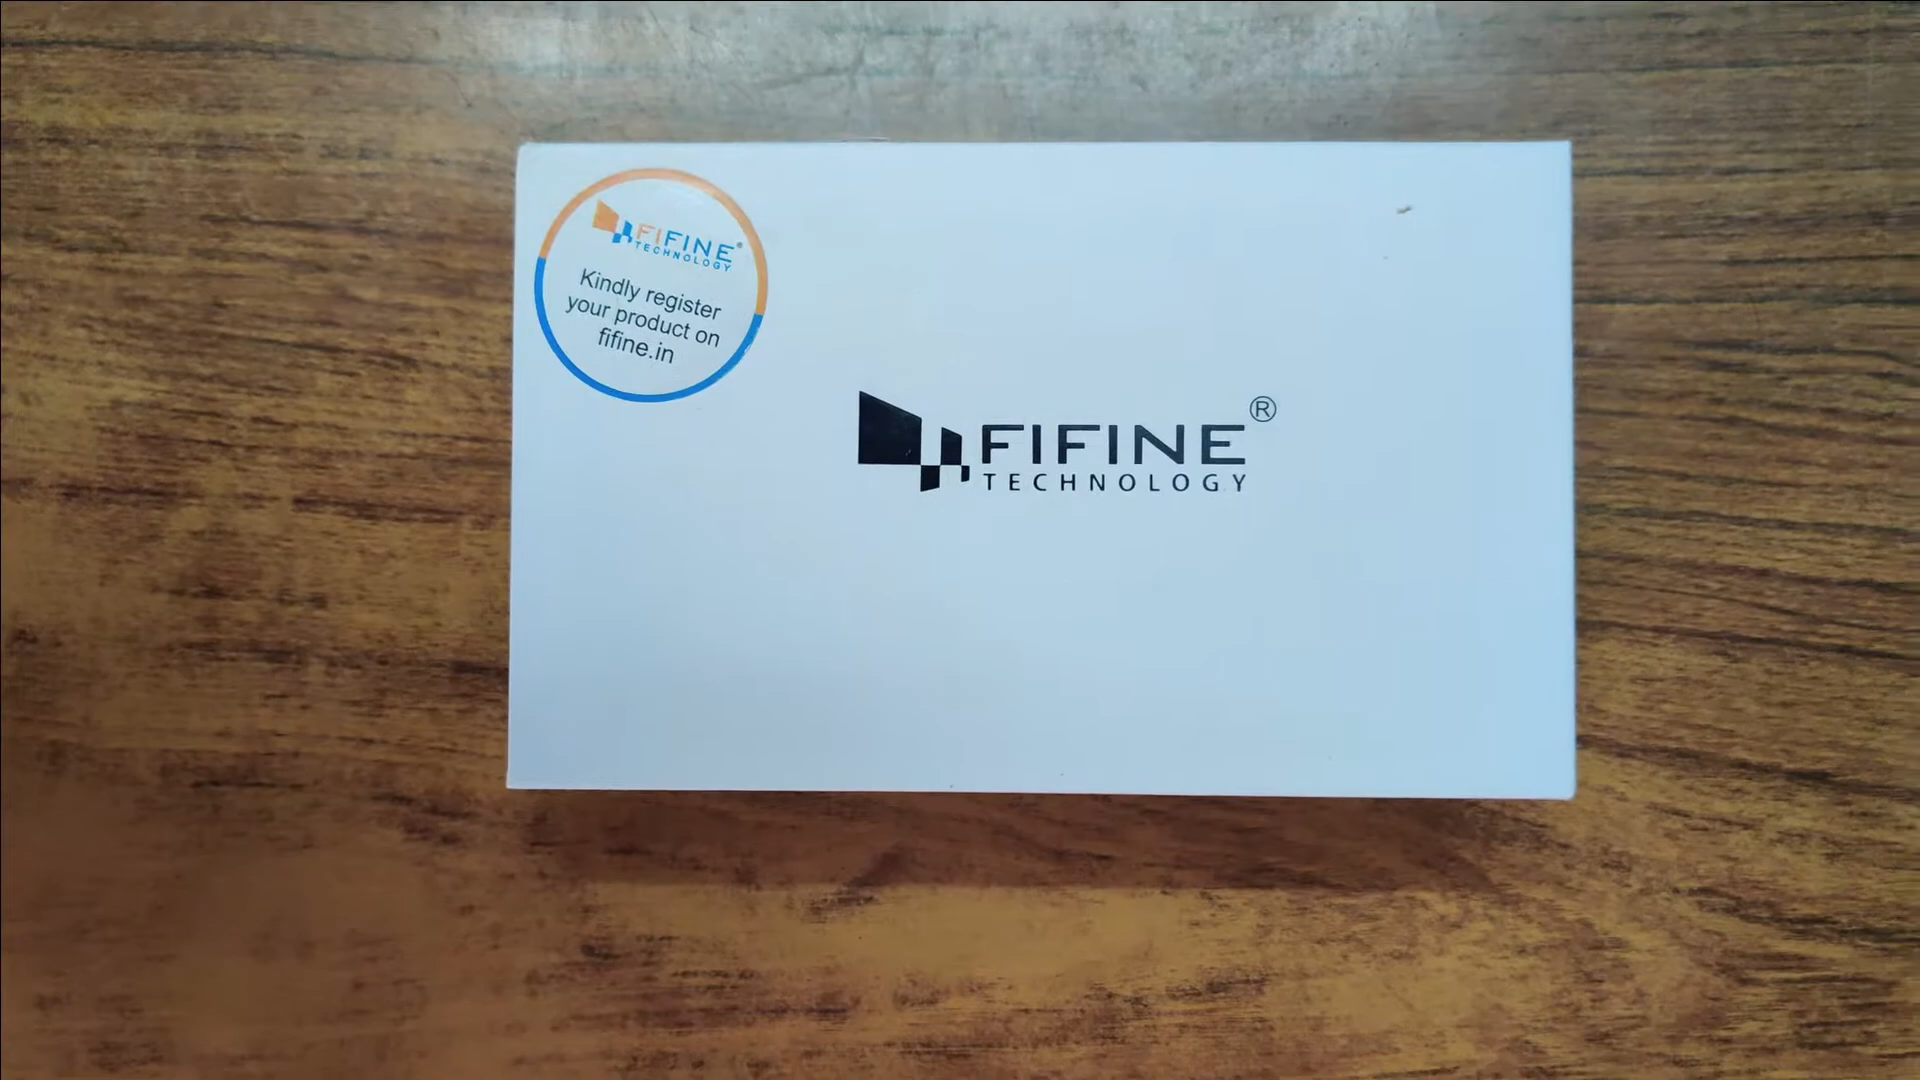 FIFINE®
TECHNOLOGY
Kindly register
your product on
fifine.in
FIFINE®
TECHNOLOGY